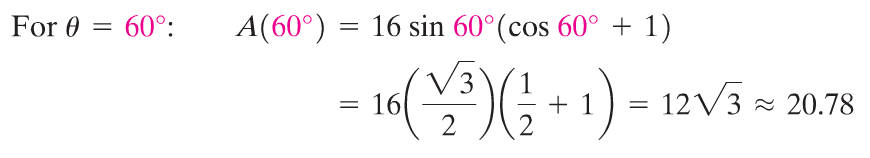 For θ = 60°: A(60°) = 16 sin 60°(cos 60° + 1)
= 16(√3/2)(1/2 + 1) = 12√3 ≈ 20.78